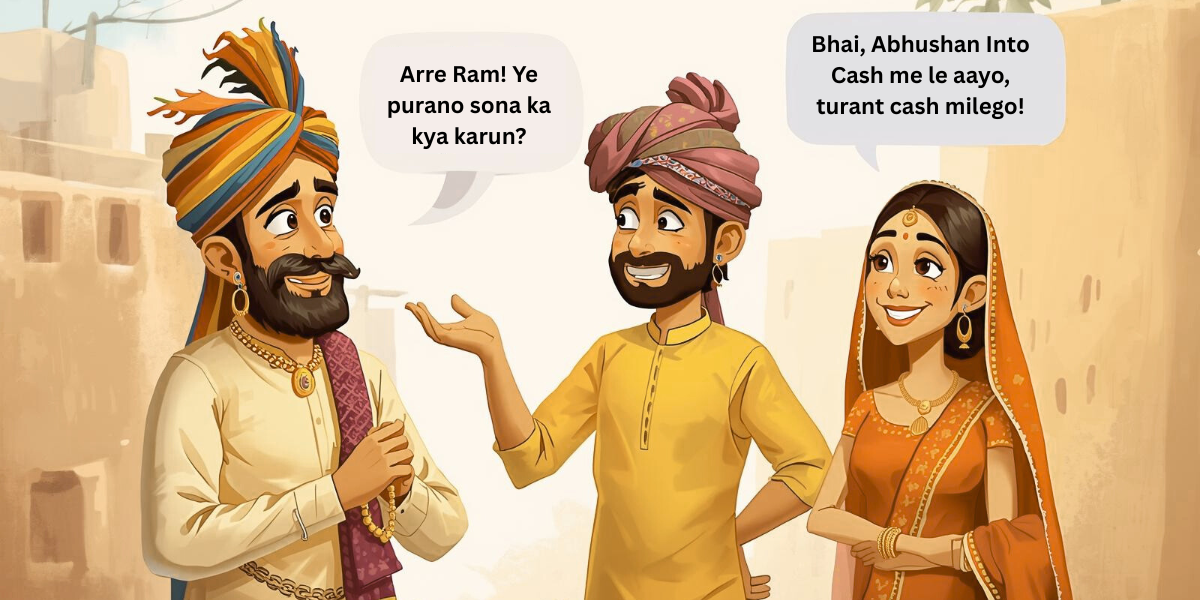 Arre Ram! Ye
purano sona ka
kya karun?
Bhai, Abhushan Into
Cash me le aayo,
turant cash milego!